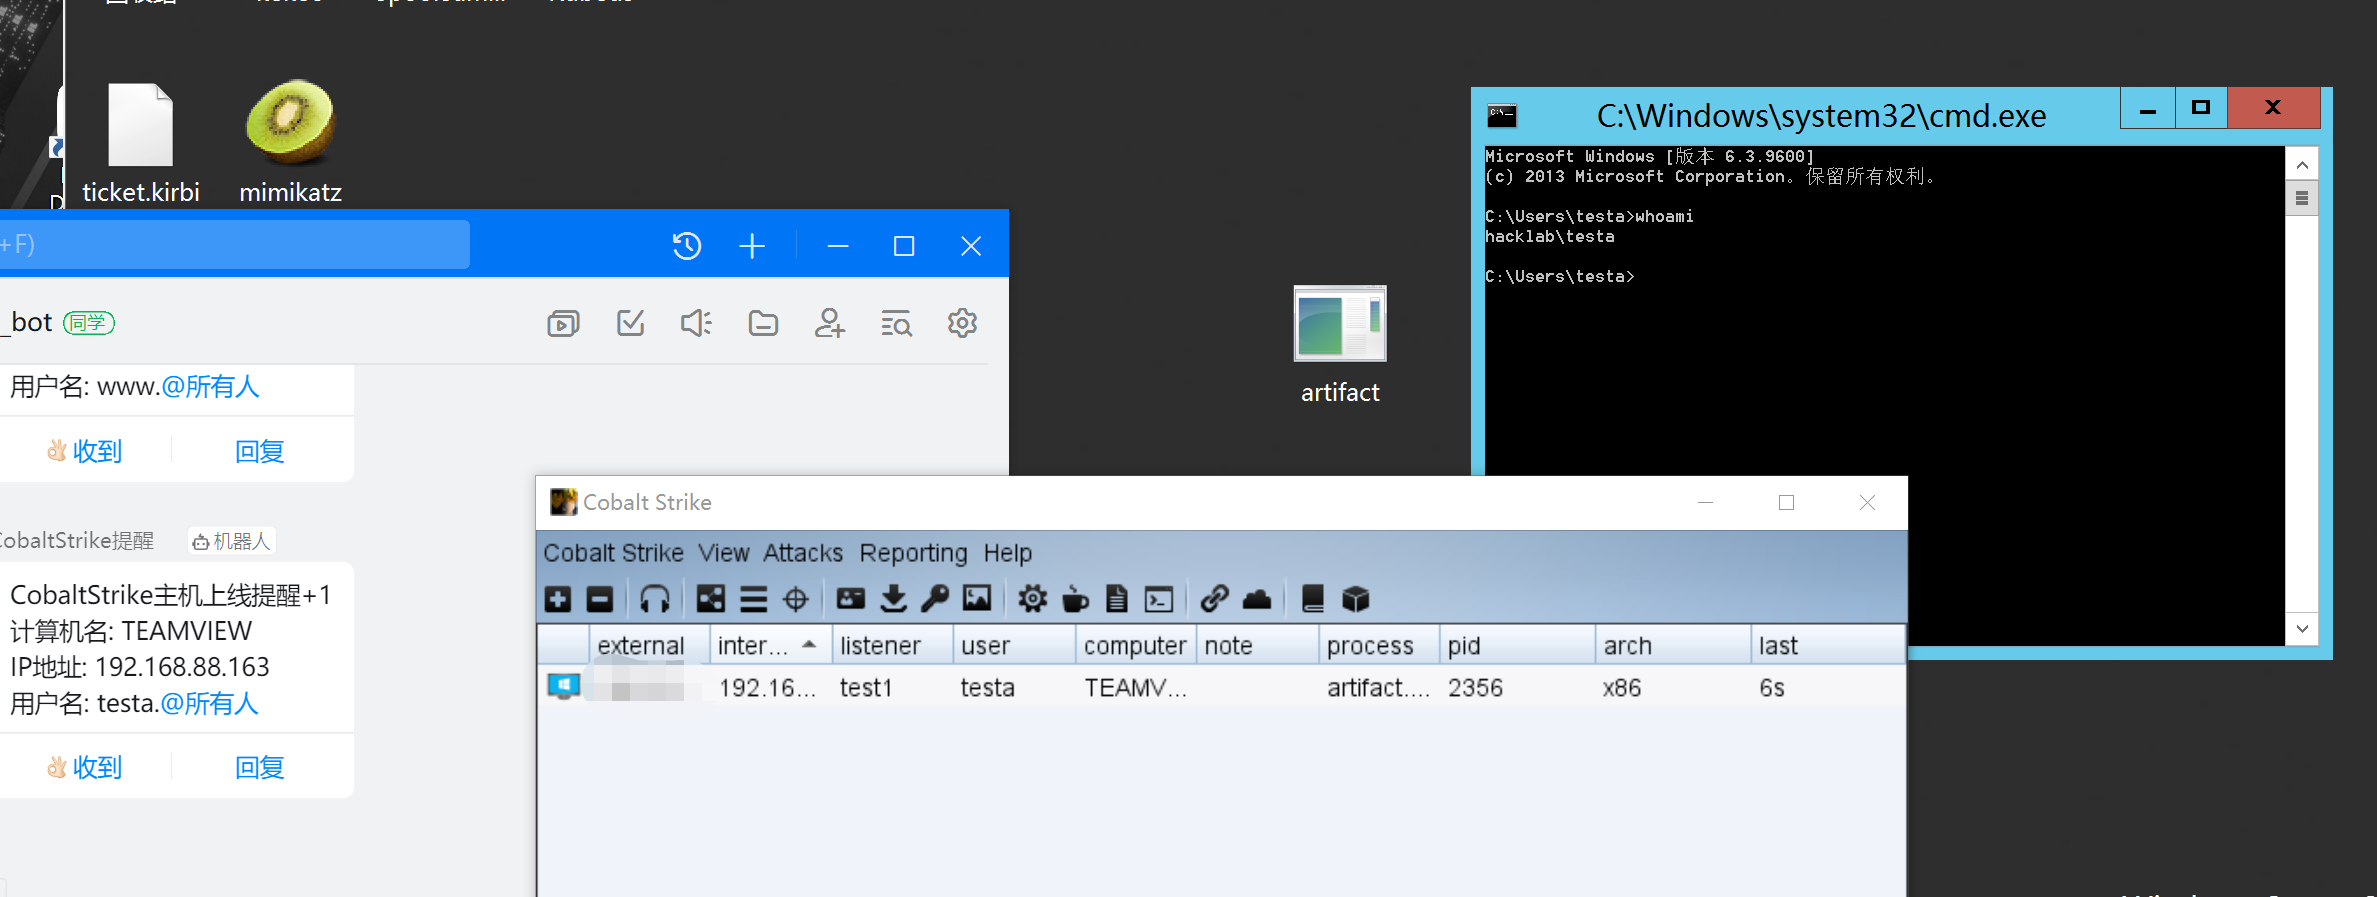 ticket.kirbi
mimikatz
+F)
_bot 同学
用户名: www.@所有人
收到 回复
CobaltStrike提醒 机器人
CobaltStrike主机上线提醒+1
计算机名: TEAMVIEW
IP地址: 192.168.88.163
用户名: testa.@所有人
收到 回复
artifact
C:\Windows\system32\cmd.exe
Microsoft Windows [版本 6.3.9600]
(c) 2013 Microsoft Corporation。保留所有权利。
C:\Users\testa>whoami
hacklab\testa
C:\Users\testa>
Cobalt Strike
Cobalt Strike View Attacks Reporting Help
external inter... listener user computer note process pid arch last
192.16... test1 testa TEAMV... artifact.... 2356 x86 6s